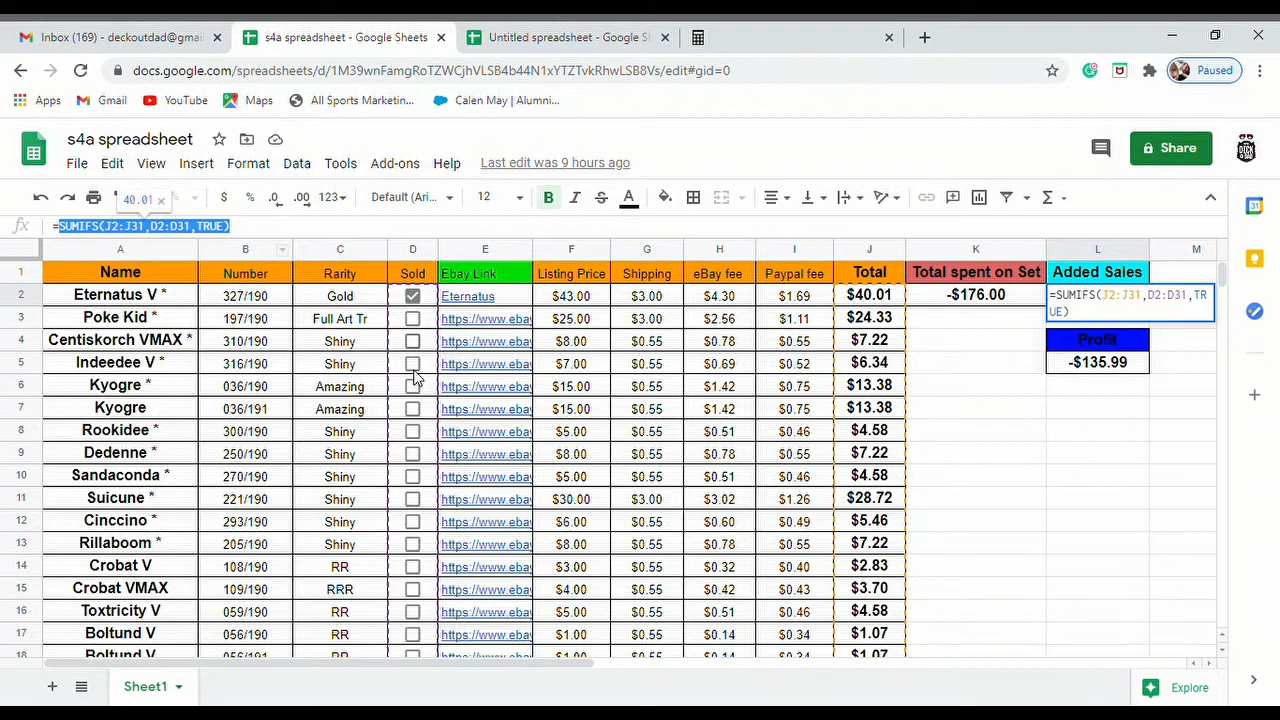 Inbox (169) - deckoutdad@gmai
s4a spreadsheet - Google Sheets
Untitled spreadsheet - Google S
docs.google.com/spreadsheets/d/1M39wnFamgRoTZWCjhVLSB4b44N1xYTZTvkRhwLSB8Vs/edit#gid=0
Paused
Apps Gmail YouTube Maps All Sports Marketin... Calen May | Alumni...
s4a spreadsheet
File Edit View Insert Format Data Tools Add-ons Help Last edit was 9 hours ago
Share
40.01 ×
$ % .0 .00 123 Default (Ari... 12 B I S A
fx =SUMIFS(J2:J31,D2:D31,TRUE)
A B C D E F G H I J K L M
1 Name Number Rarity Sold Ebay Link Listing Price Shipping eBay fee Paypal fee Total Total spent on Set Added Sales
2 Eternatus V * 327/190 Gold Eternatus $43.00 $3.00 $4.30 $1.69 $40.01 -$176.00 =SUMIFS(J2:J31,D2:D31,TR
UE)
3 Poke Kid * 197/190 Full Art Tr https://www.ebay $25.00 $3.00 $2.56 $1.11 $24.33
4 Centiskorch VMAX * 310/190 Shiny https://www.ebay $8.00 $0.55 $0.78 $0.55 $7.22 Profit
5 Indeedee V * 316/190 Shiny https://www.ebay $7.00 $0.55 $0.69 $0.52 $6.34 -$135.99
6 Kyogre * 036/190 Amazing https://www.ebay $15.00 $0.55 $1.42 $0.75 $13.38
7 Kyogre 036/191 Amazing https://www.ebay $15.00 $0.55 $1.42 $0.75 $13.38
8 Rookidee * 300/190 Shiny https://www.ebay $5.00 $0.55 $0.51 $0.46 $4.58
9 Dedenne * 250/190 Shiny https://www.ebay $8.00 $0.55 $0.78 $0.55 $7.22
10 Sandaconda * 270/190 Shiny https://www.ebay $5.00 $0.55 $0.51 $0.46 $4.58
11 Suicune * 221/190 Shiny https://www.ebay $30.00 $3.00 $3.02 $1.26 $28.72
12 Cinccino * 293/190 Shiny https://www.ebay $6.00 $0.55 $0.60 $0.49 $5.46
13 Rillaboom * 205/190 Shiny https://www.ebay $8.00 $0.55 $0.78 $0.55 $7.22
14 Crobat V 108/190 RR https://www.ebay $3.00 $0.55 $0.32 $0.40 $2.83
15 Crobat VMAX 109/190 RRR https://www.ebay $4.00 $0.55 $0.42 $0.43 $3.70
16 Toxtricity V 059/190 RR https://www.ebay $5.00 $0.55 $0.51 $0.46 $4.58
17 Boltund V 056/190 RR https://www.ebay $1.00 $0.55 $0.14 $0.34 $1.07
18 Boltund V 056/191 RR https://www.ebay $1.00 $0.55 $0.14 $0.34 $1.07
Sheet1
Explore